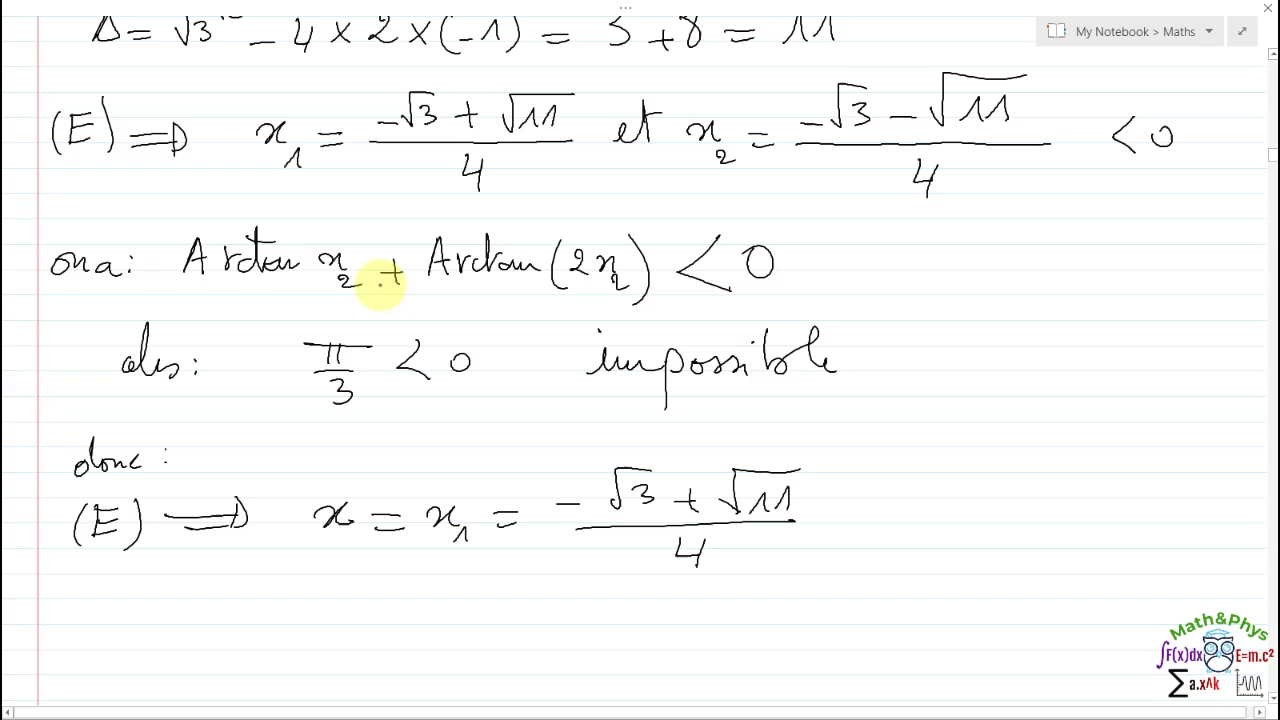 My Notebook > Maths
Δ = √3² - 4 × 2 × (-1) = 3 + 8 = 11
(E) ⟹ x₁ = (-√3 + √11)/4 et x₂ = (-√3 - √11)/4 < 0
ona : Arctan x₂ + Arctan(2x₂) < 0
alors : π/3 < 0 impossible
donc :
(E) ⟹ x = x₁ = (-√3 + √11)/4
Math&Phys
∫F(x)dx E=m.c²
∑ a.x^k